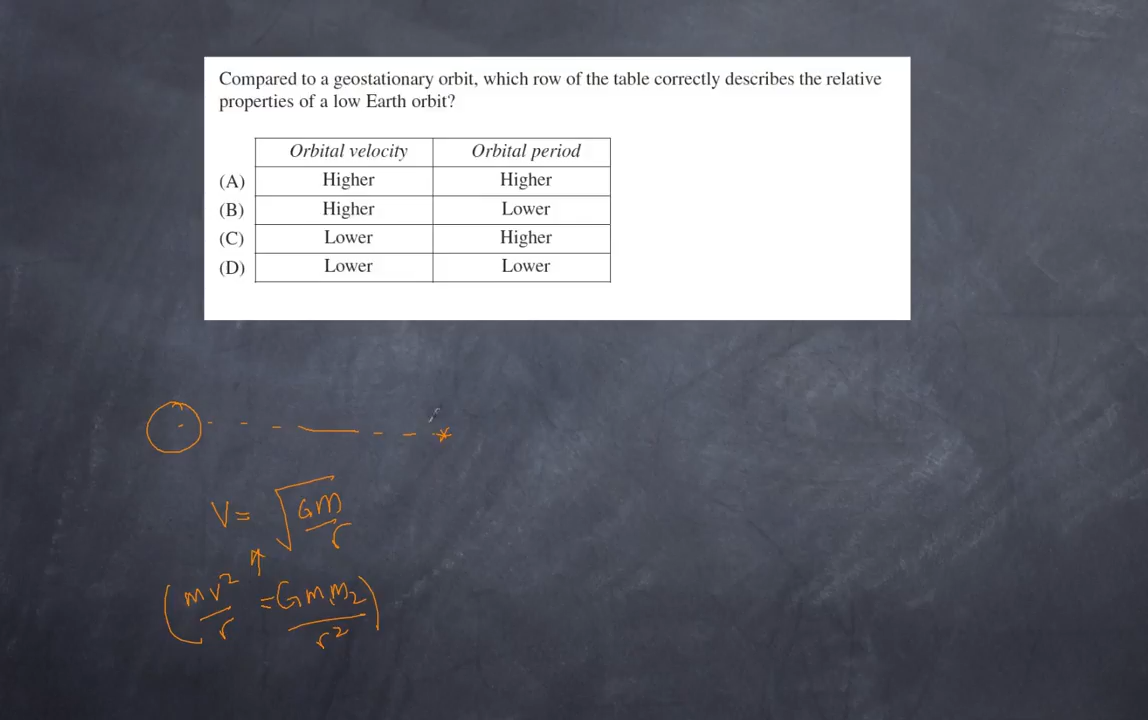 Compared to a geostationary orbit, which row of the table correctly describes the relative
properties of a low Earth orbit?
Orbital velocity Orbital period
(A) Higher Higher
(B) Higher Lower
(C) Lower Higher
(D) Lower Lower
V = √(GM/r)
(mv²/r = Gm₁m₂/r²)